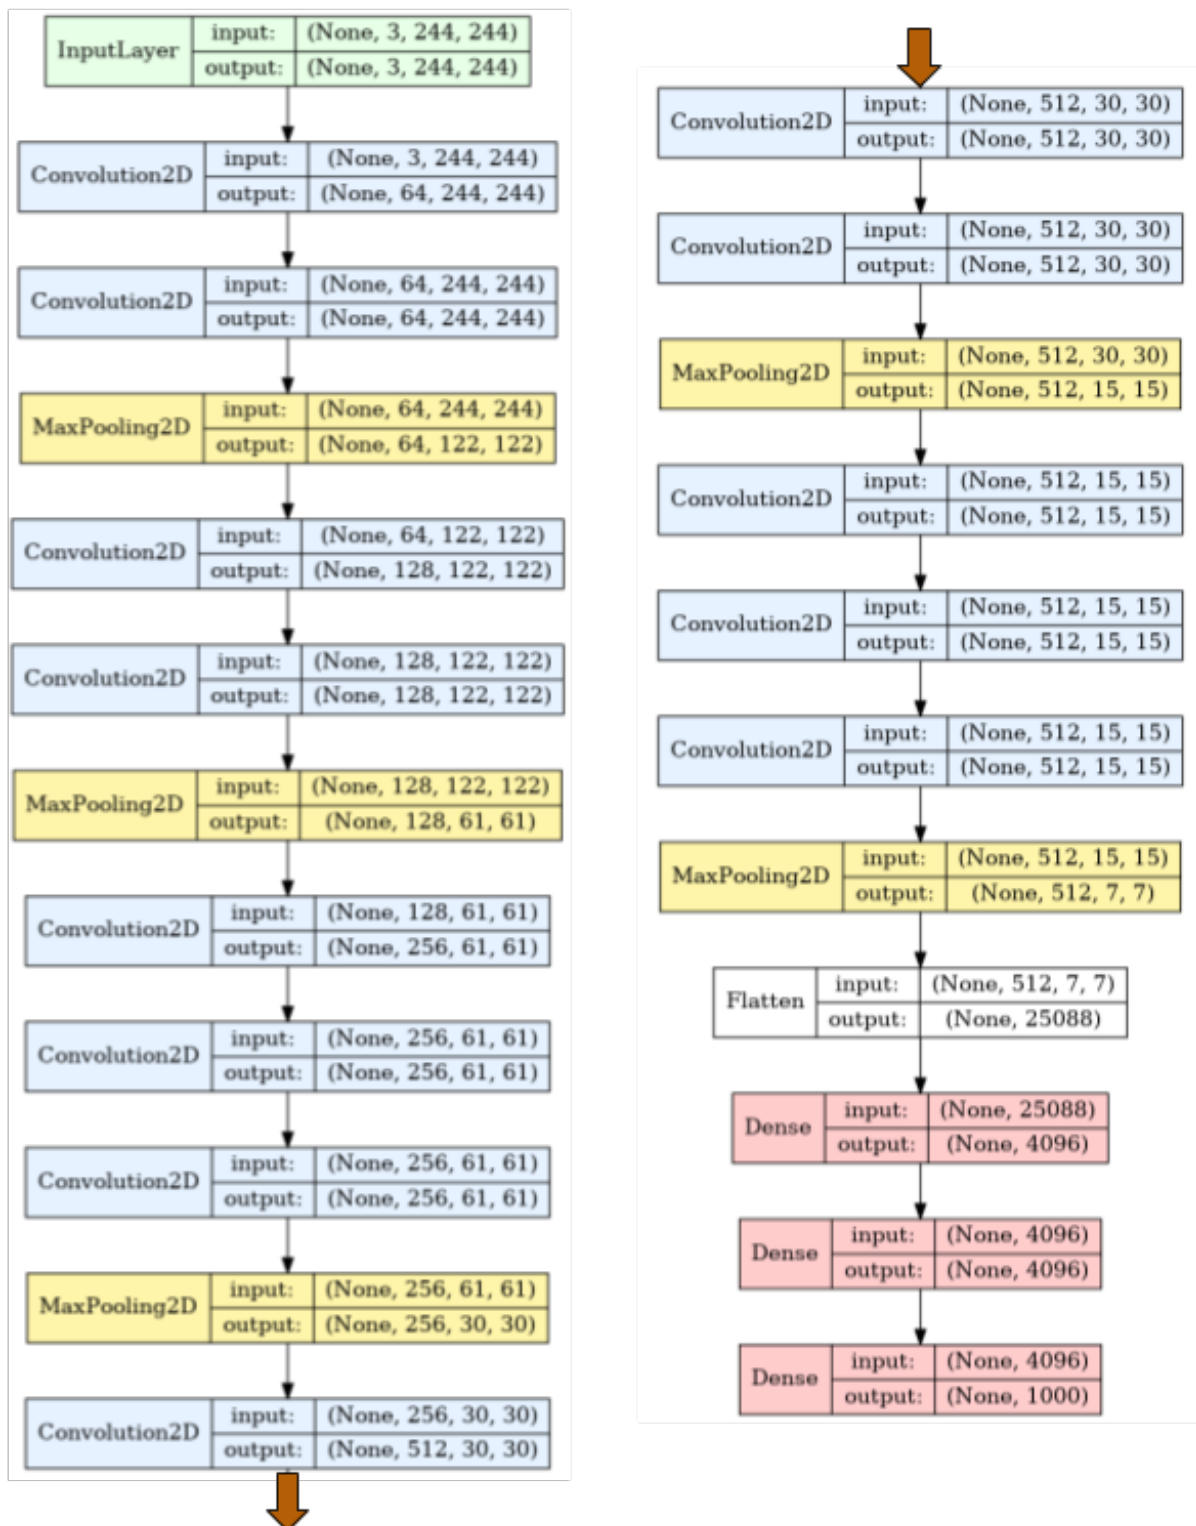 InputLayer
input: (None, 3, 244, 244)
output: (None, 3, 244, 244)
Convolution2D
input: (None, 3, 244, 244)
output: (None, 64, 244, 244)
Convolution2D
input: (None, 64, 244, 244)
output: (None, 64, 244, 244)
MaxPooling2D
input: (None, 64, 244, 244)
output: (None, 64, 122, 122)
Convolution2D
input: (None, 64, 122, 122)
output: (None, 128, 122, 122)
Convolution2D
input: (None, 128, 122, 122)
output: (None, 128, 122, 122)
MaxPooling2D
input: (None, 128, 122, 122)
output: (None, 128, 61, 61)
Convolution2D
input: (None, 128, 61, 61)
output: (None, 256, 61, 61)
Convolution2D
input: (None, 256, 61, 61)
output: (None, 256, 61, 61)
Convolution2D
input: (None, 256, 61, 61)
output: (None, 256, 61, 61)
MaxPooling2D
input: (None, 256, 61, 61)
output: (None, 256, 30, 30)
Convolution2D
input: (None, 256, 30, 30)
output: (None, 512, 30, 30)
Convolution2D
input: (None, 512, 30, 30)
output: (None, 512, 30, 30)
Convolution2D
input: (None, 512, 30, 30)
output: (None, 512, 30, 30)
MaxPooling2D
input: (None, 512, 30, 30)
output: (None, 512, 15, 15)
Convolution2D
input: (None, 512, 15, 15)
output: (None, 512, 15, 15)
Convolution2D
input: (None, 512, 15, 15)
output: (None, 512, 15, 15)
Convolution2D
input: (None, 512, 15, 15)
output: (None, 512, 15, 15)
MaxPooling2D
input: (None, 512, 15, 15)
output: (None, 512, 7, 7)
Flatten
input: (None, 512, 7, 7)
output: (None, 25088)
Dense
input: (None, 25088)
output: (None, 4096)
Dense
input: (None, 4096)
output: (None, 4096)
Dense
input: (None, 4096)
output: (None, 1000)